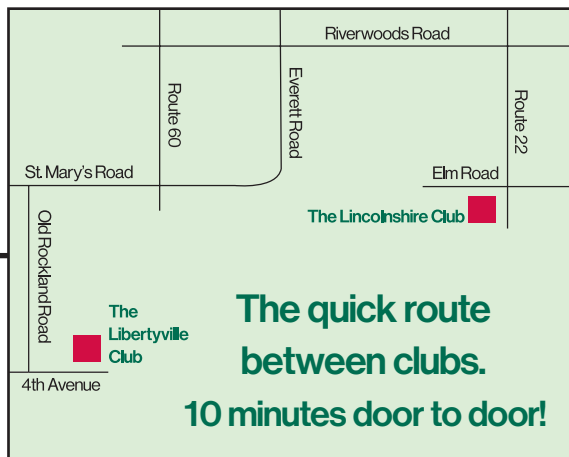 Riverwoods Road
Route 60
Everett Road
Route 22
St. Mary's Road
Elm Road
Old Rockland Road
The Lincolnshire Club
The
Libertyville
Club
4th Avenue
The quick route
between clubs.
10 minutes door to door!